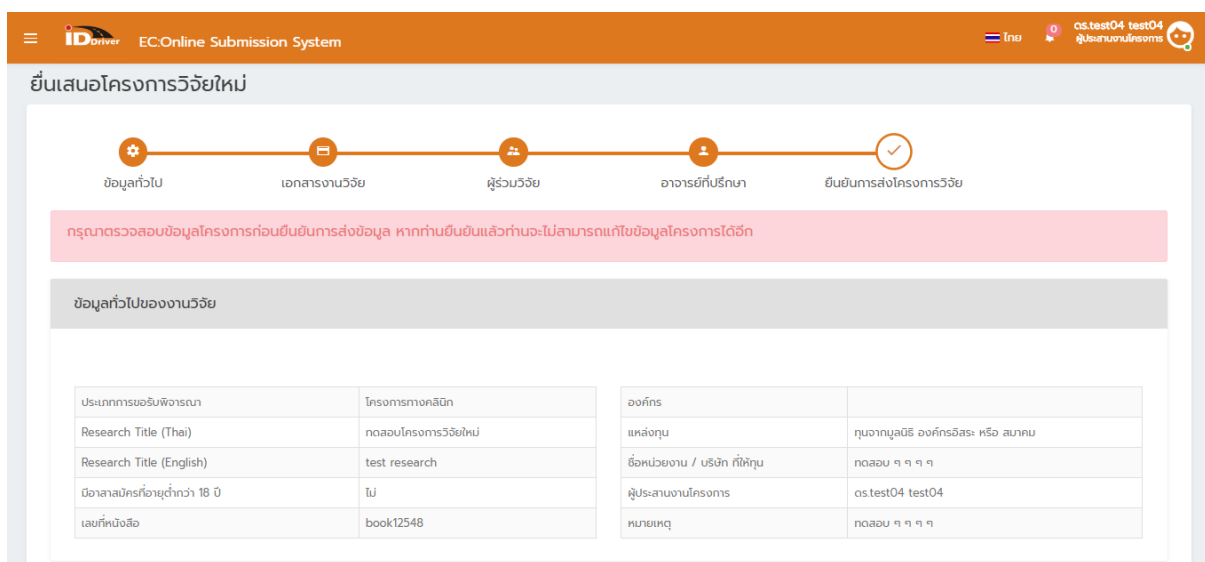 iDDriver EC:Online Submission System ไทย 0 ดร.test04 test04
ผู้ประสานงานโครงการ
ยื่นเสนอโครงการวิจัยใหม่
ข้อมูลทั่วไป เอกสารงานวิจัย ผู้ร่วมวิจัย อาจารย์ที่ปรึกษา ยืนยันการส่งโครงการวิจัย
กรุณาตรวจสอบข้อมูลโครงการก่อนยืนยันการส่งข้อมูล หากท่านยืนยันแล้วท่านจะไม่สามารถแก้ไขข้อมูลโครงการได้อีก
ข้อมูลทั่วไปของงานวิจัย
ประเภทการขอรับพิจารณา โครงการทางคลินิก องค์กร
Research Title (Thai) ทดสอบโครงการวิจัยใหม่ แหล่งทุน ทุนจากมูลนิธิ องค์กรอิสระ หรือ สมาคม
Research Title (English) test research ชื่อหน่วยงาน / บริษัท ที่ให้ทุน ทดสอบ ๆ ๆ ๆ ๆ
มีอาสาสมัครที่อายุต่ำกว่า 18 ปี ไม่ ผู้ประสานงานโครงการ ดร.test04 test04
เลขที่หนังสือ book12548 หมายเหตุ ทดสอบ ๆ ๆ ๆ ๆ